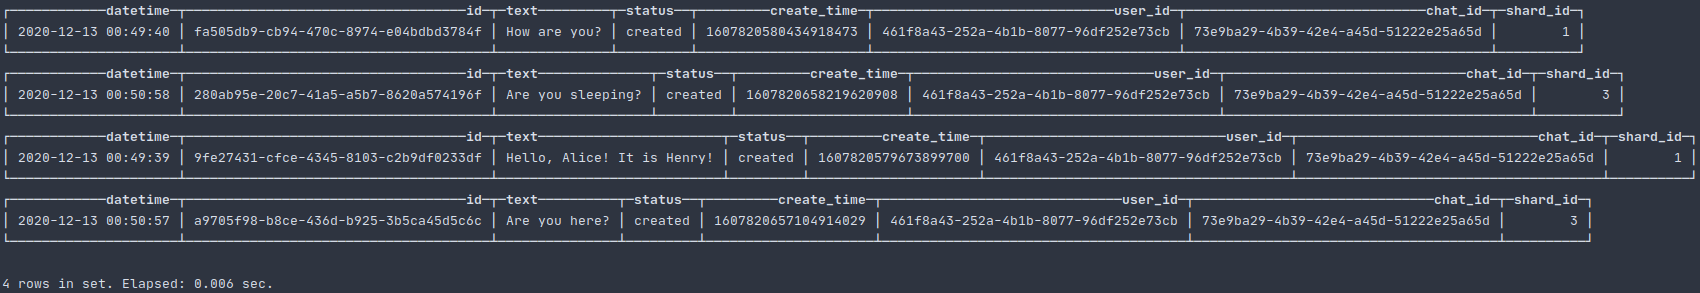 datetime id text status create_time user_id chat_id shard_id
2020-12-13 00:49:40 fa505db9-cb94-470c-8974-e04bdbd3784f How are you? created 1607820580434918473 461f8a43-252a-4b1b-8077-96df252e73cb 73e9ba29-4b39-42e4-a45d-51222e25a65d 1
datetime id text status create_time user_id chat_id shard_id
2020-12-13 00:50:58 280ab95e-20c7-41a5-a5b7-8620a574196f Are you sleeping? created 1607820658219620908 461f8a43-252a-4b1b-8077-96df252e73cb 73e9ba29-4b39-42e4-a45d-51222e25a65d 3
datetime id text status create_time user_id chat_id shard_id
2020-12-13 00:49:39 9fe27431-cfce-4345-8103-c2b9df0233df Hello, Alice! It is Henry! created 1607820579673899700 461f8a43-252a-4b1b-8077-96df252e73cb 73e9ba29-4b39-42e4-a45d-51222e25a65d 1
datetime id text status create_time user_id chat_id shard_id
2020-12-13 00:50:57 a9705f98-b8ce-436d-b925-3b5ca45d5c6c Are you here? created 1607820657104914029 461f8a43-252a-4b1b-8077-96df252e73cb 73e9ba29-4b39-42e4-a45d-51222e25a65d 3
4 rows in set. Elapsed: 0.006 sec.